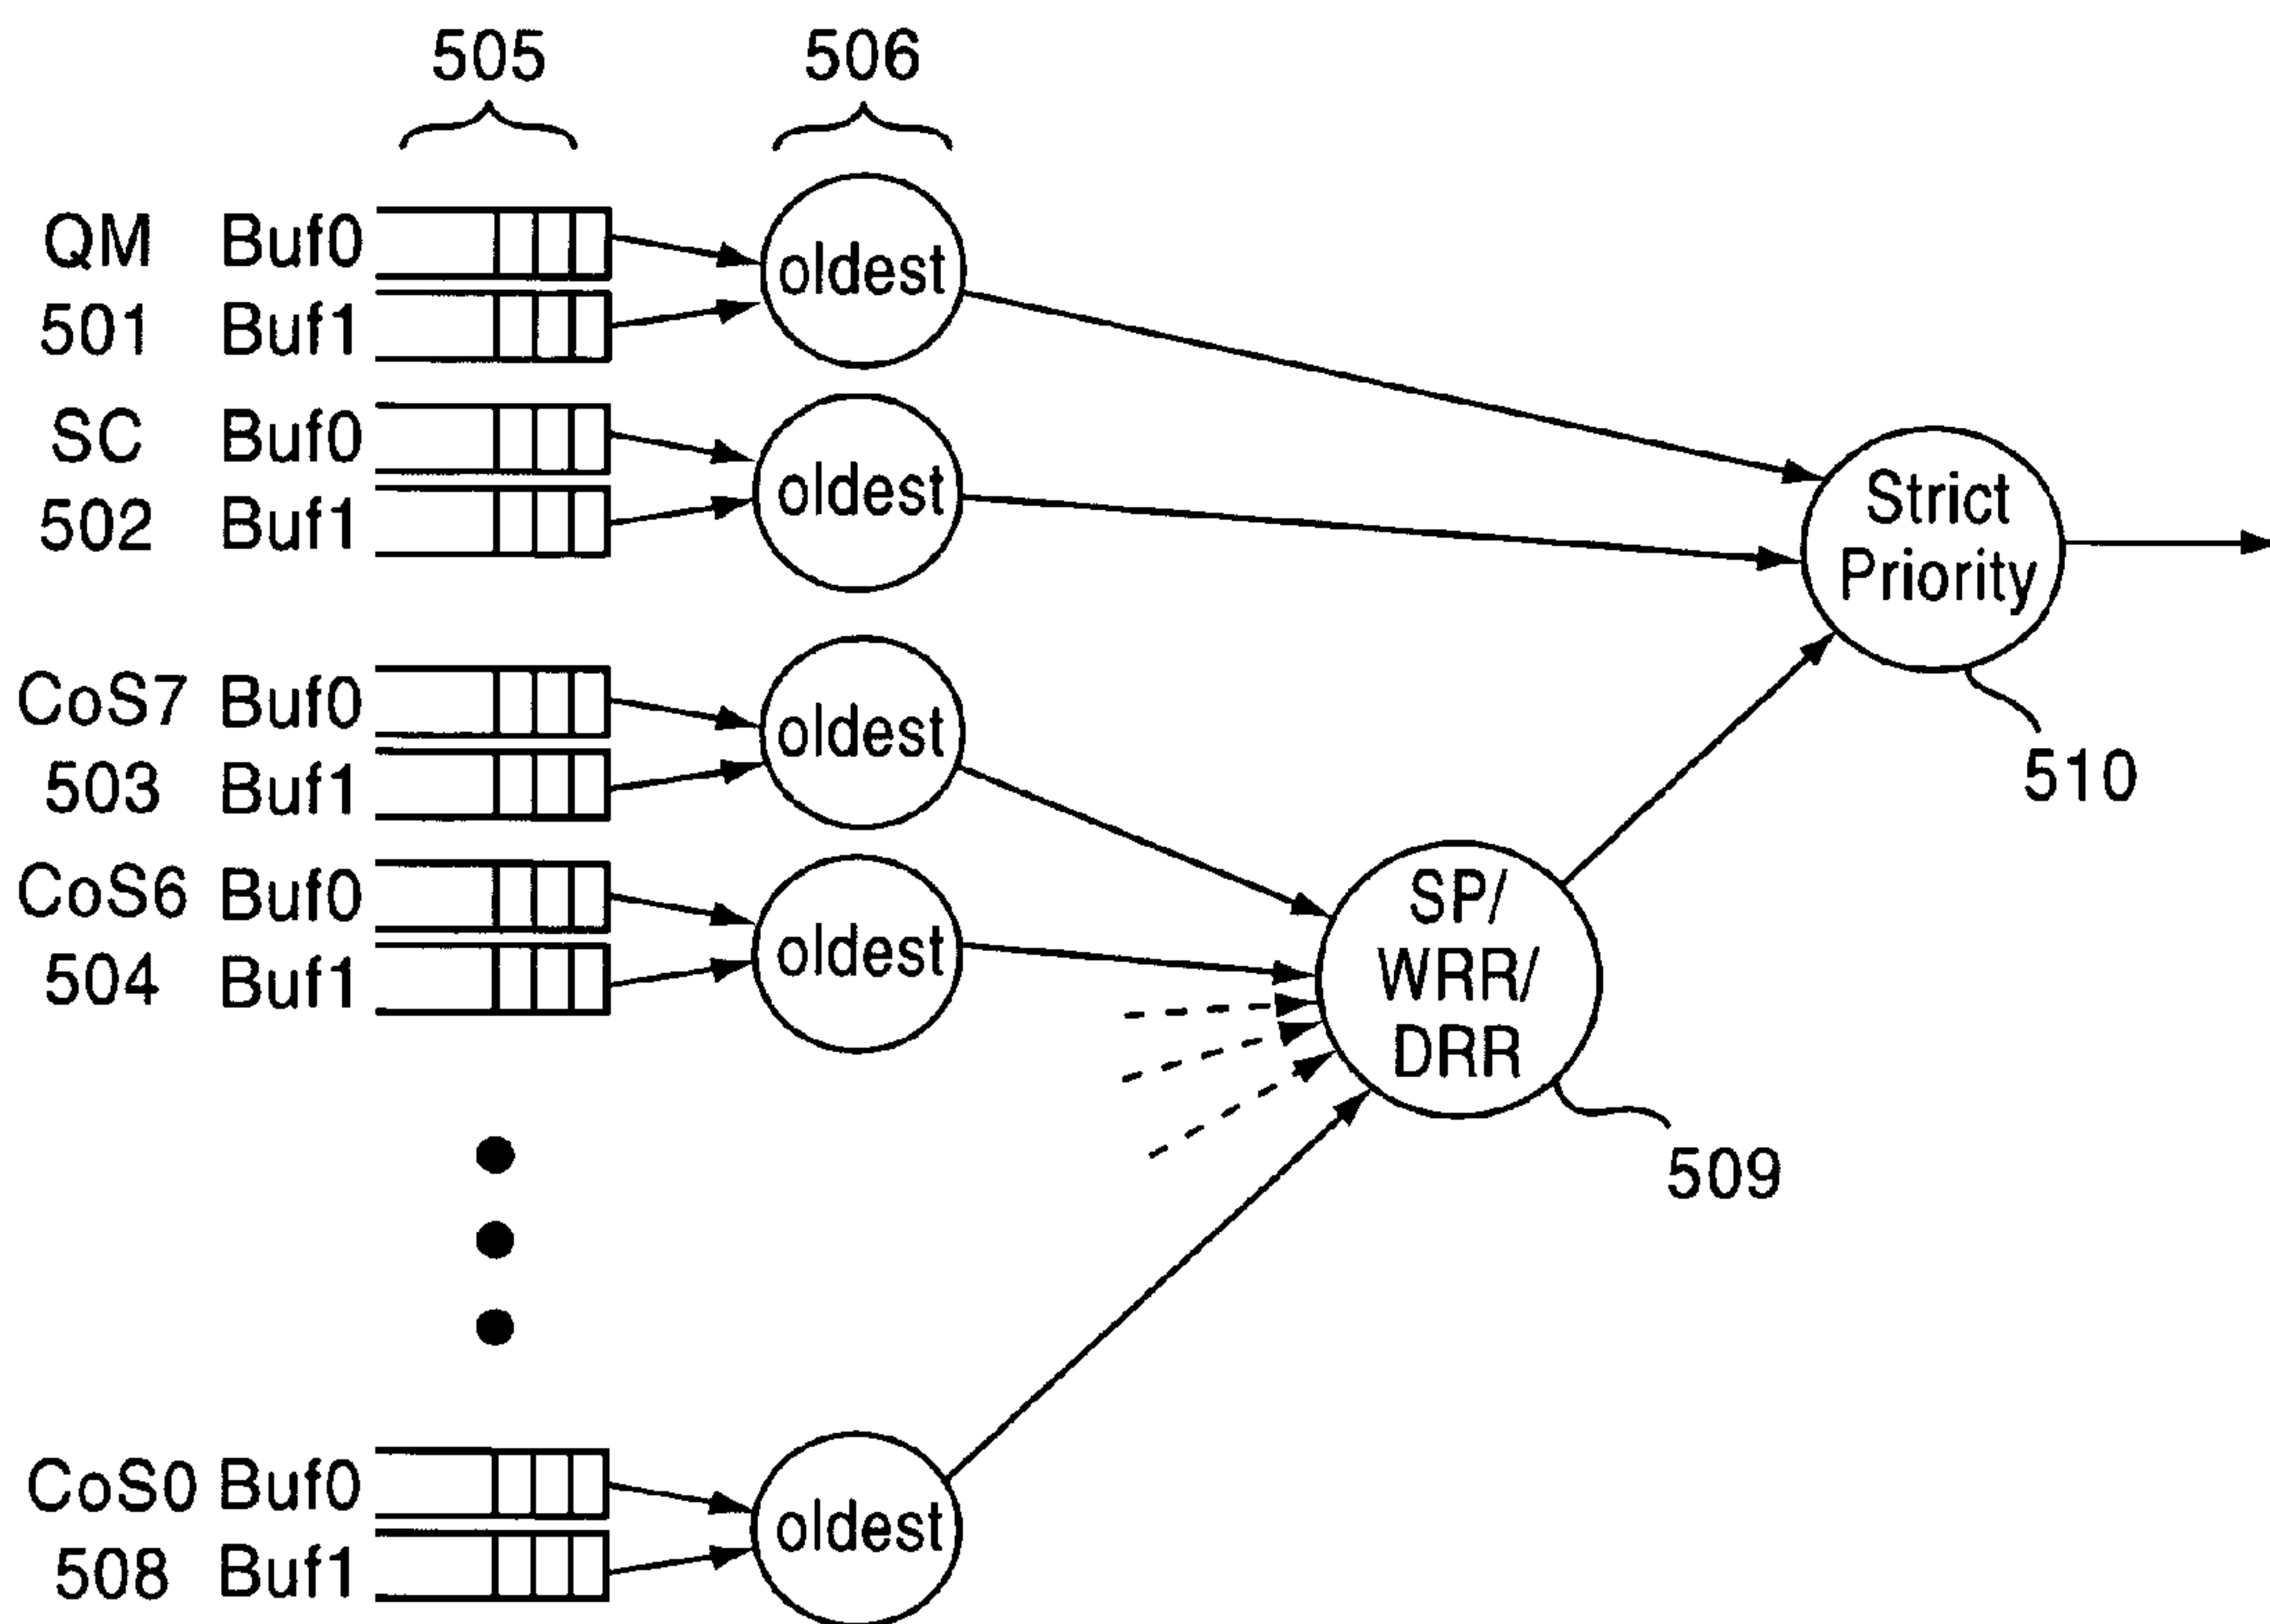 505
506
QM Buf0
501 Buf1
oldest
SC Buf0
502 Buf1
oldest
Strict
Priority
510
CoS7 Buf0
503 Buf1
oldest
CoS6 Buf0
504 Buf1
oldest
SP/
WRR/
DRR
509
CoS0 Buf0
508 Buf1
oldest